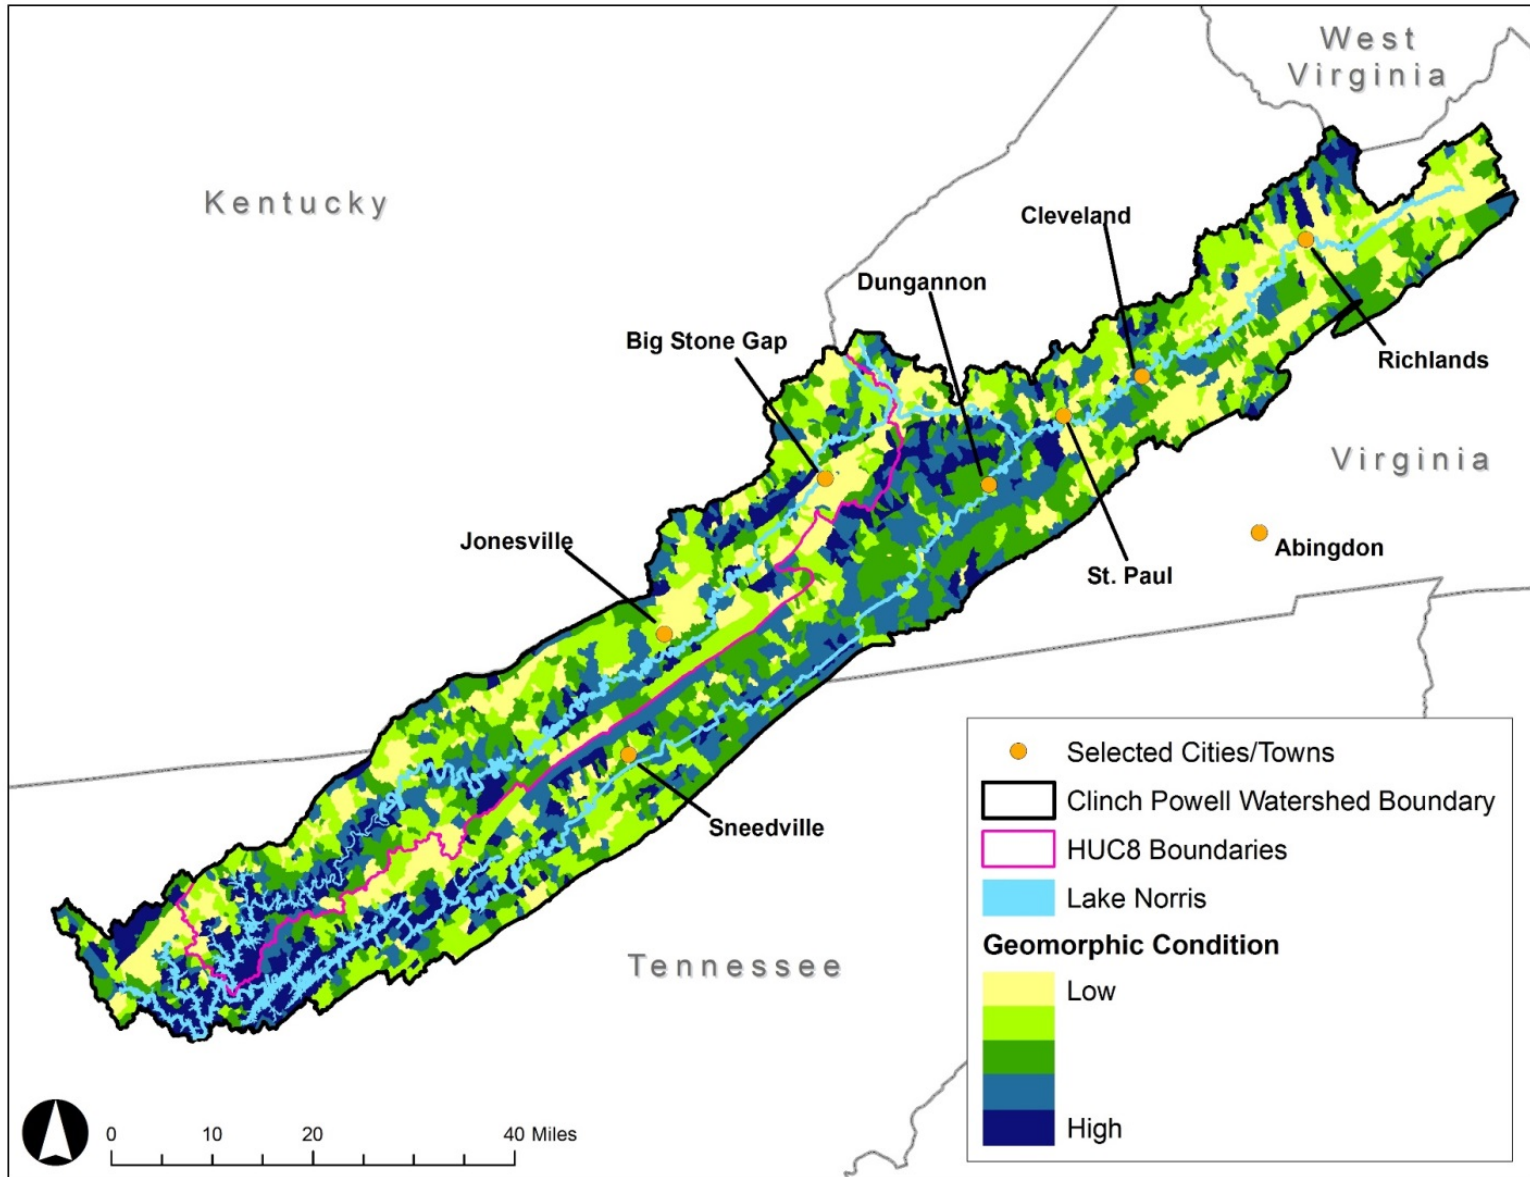 West
Virginia
Kentucky
Cleveland
Dungannon
Big Stone Gap
Richlands
Virginia
Jonesville
Abingdon
St. Paul
Sneedville
Tennessee
Selected Cities/Towns
Clinch Powell Watershed Boundary
HUC8 Boundaries
Lake Norris
Geomorphic Condition
Low
High
0 10 20 40 Miles